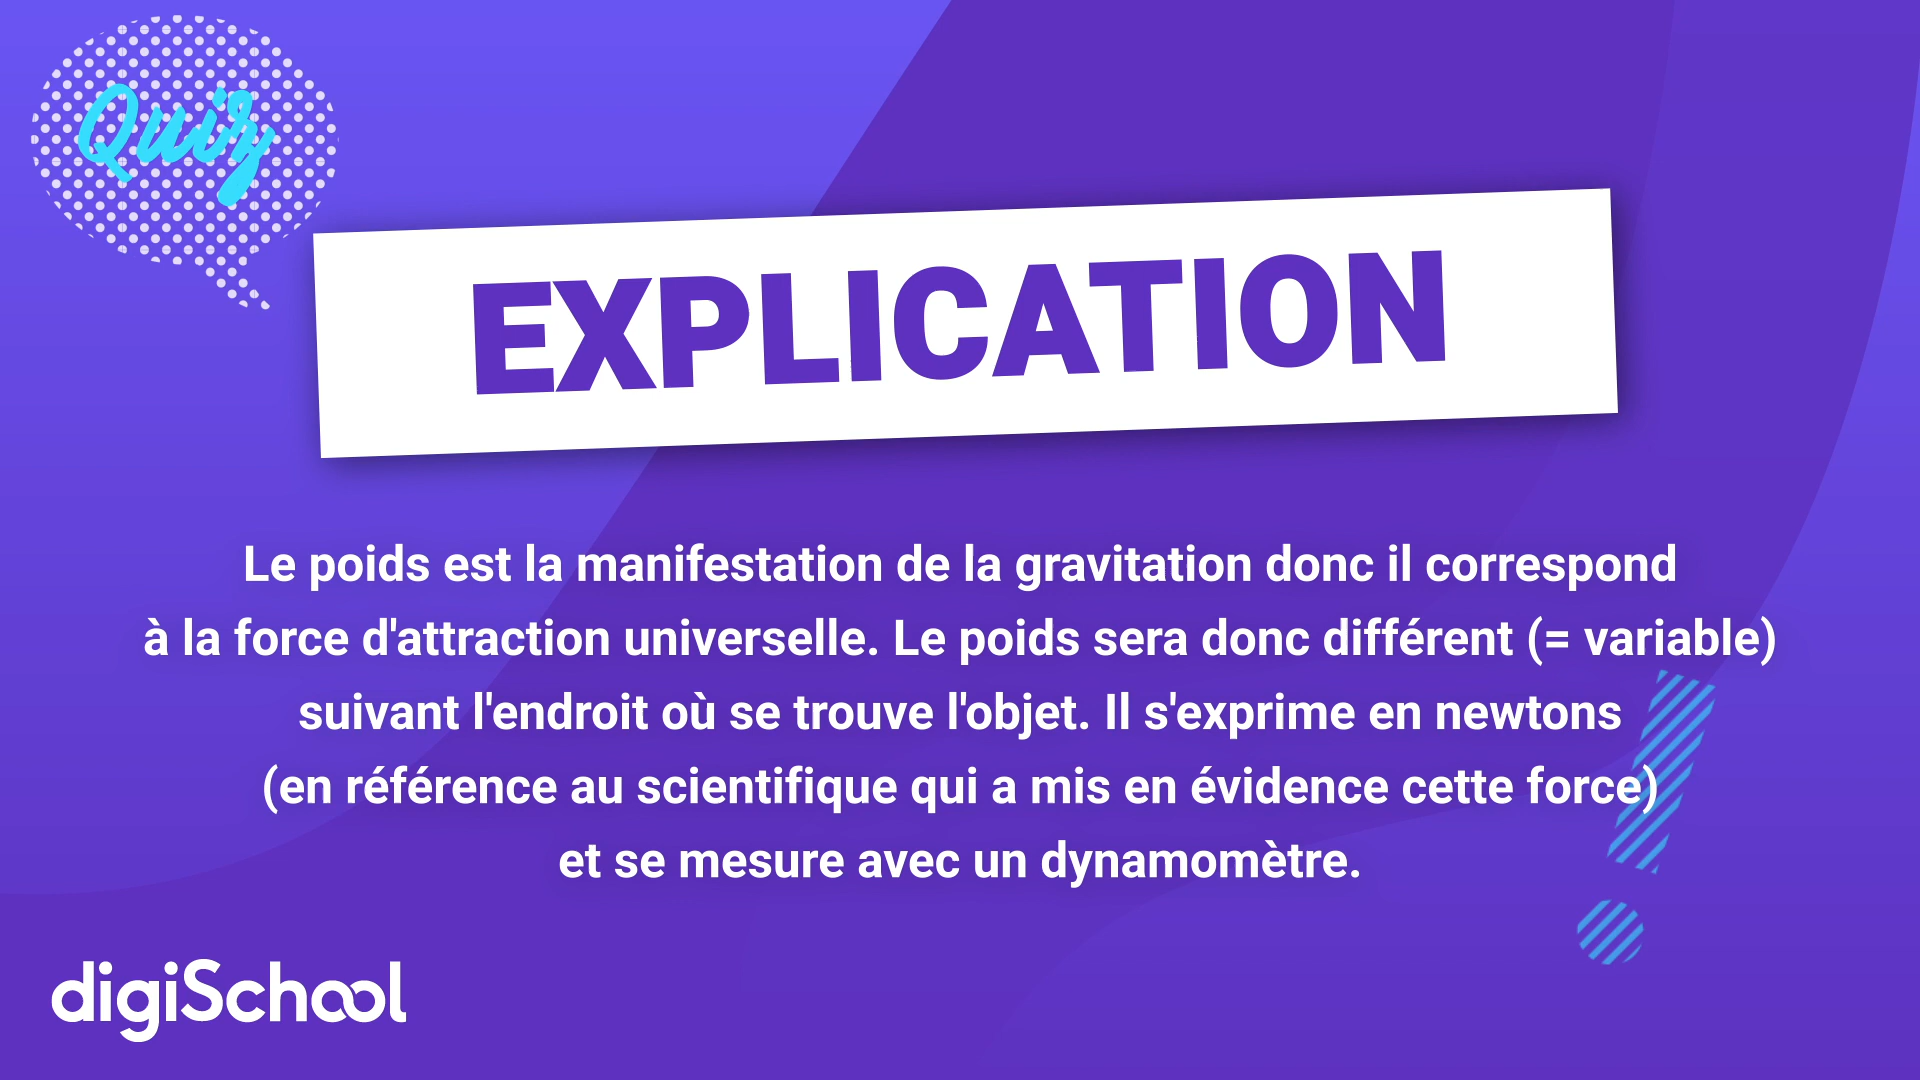 Quiz
EXPLICATION
Le poids est la manifestation de la gravitation donc il correspond
à la force d'attraction universelle. Le poids sera donc différent (= variable)
suivant l'endroit où se trouve l'objet. Il s'exprime en newtons
(en référence au scientifique qui a mis en évidence cette force)
et se mesure avec un dynamomètre.
digiSchool